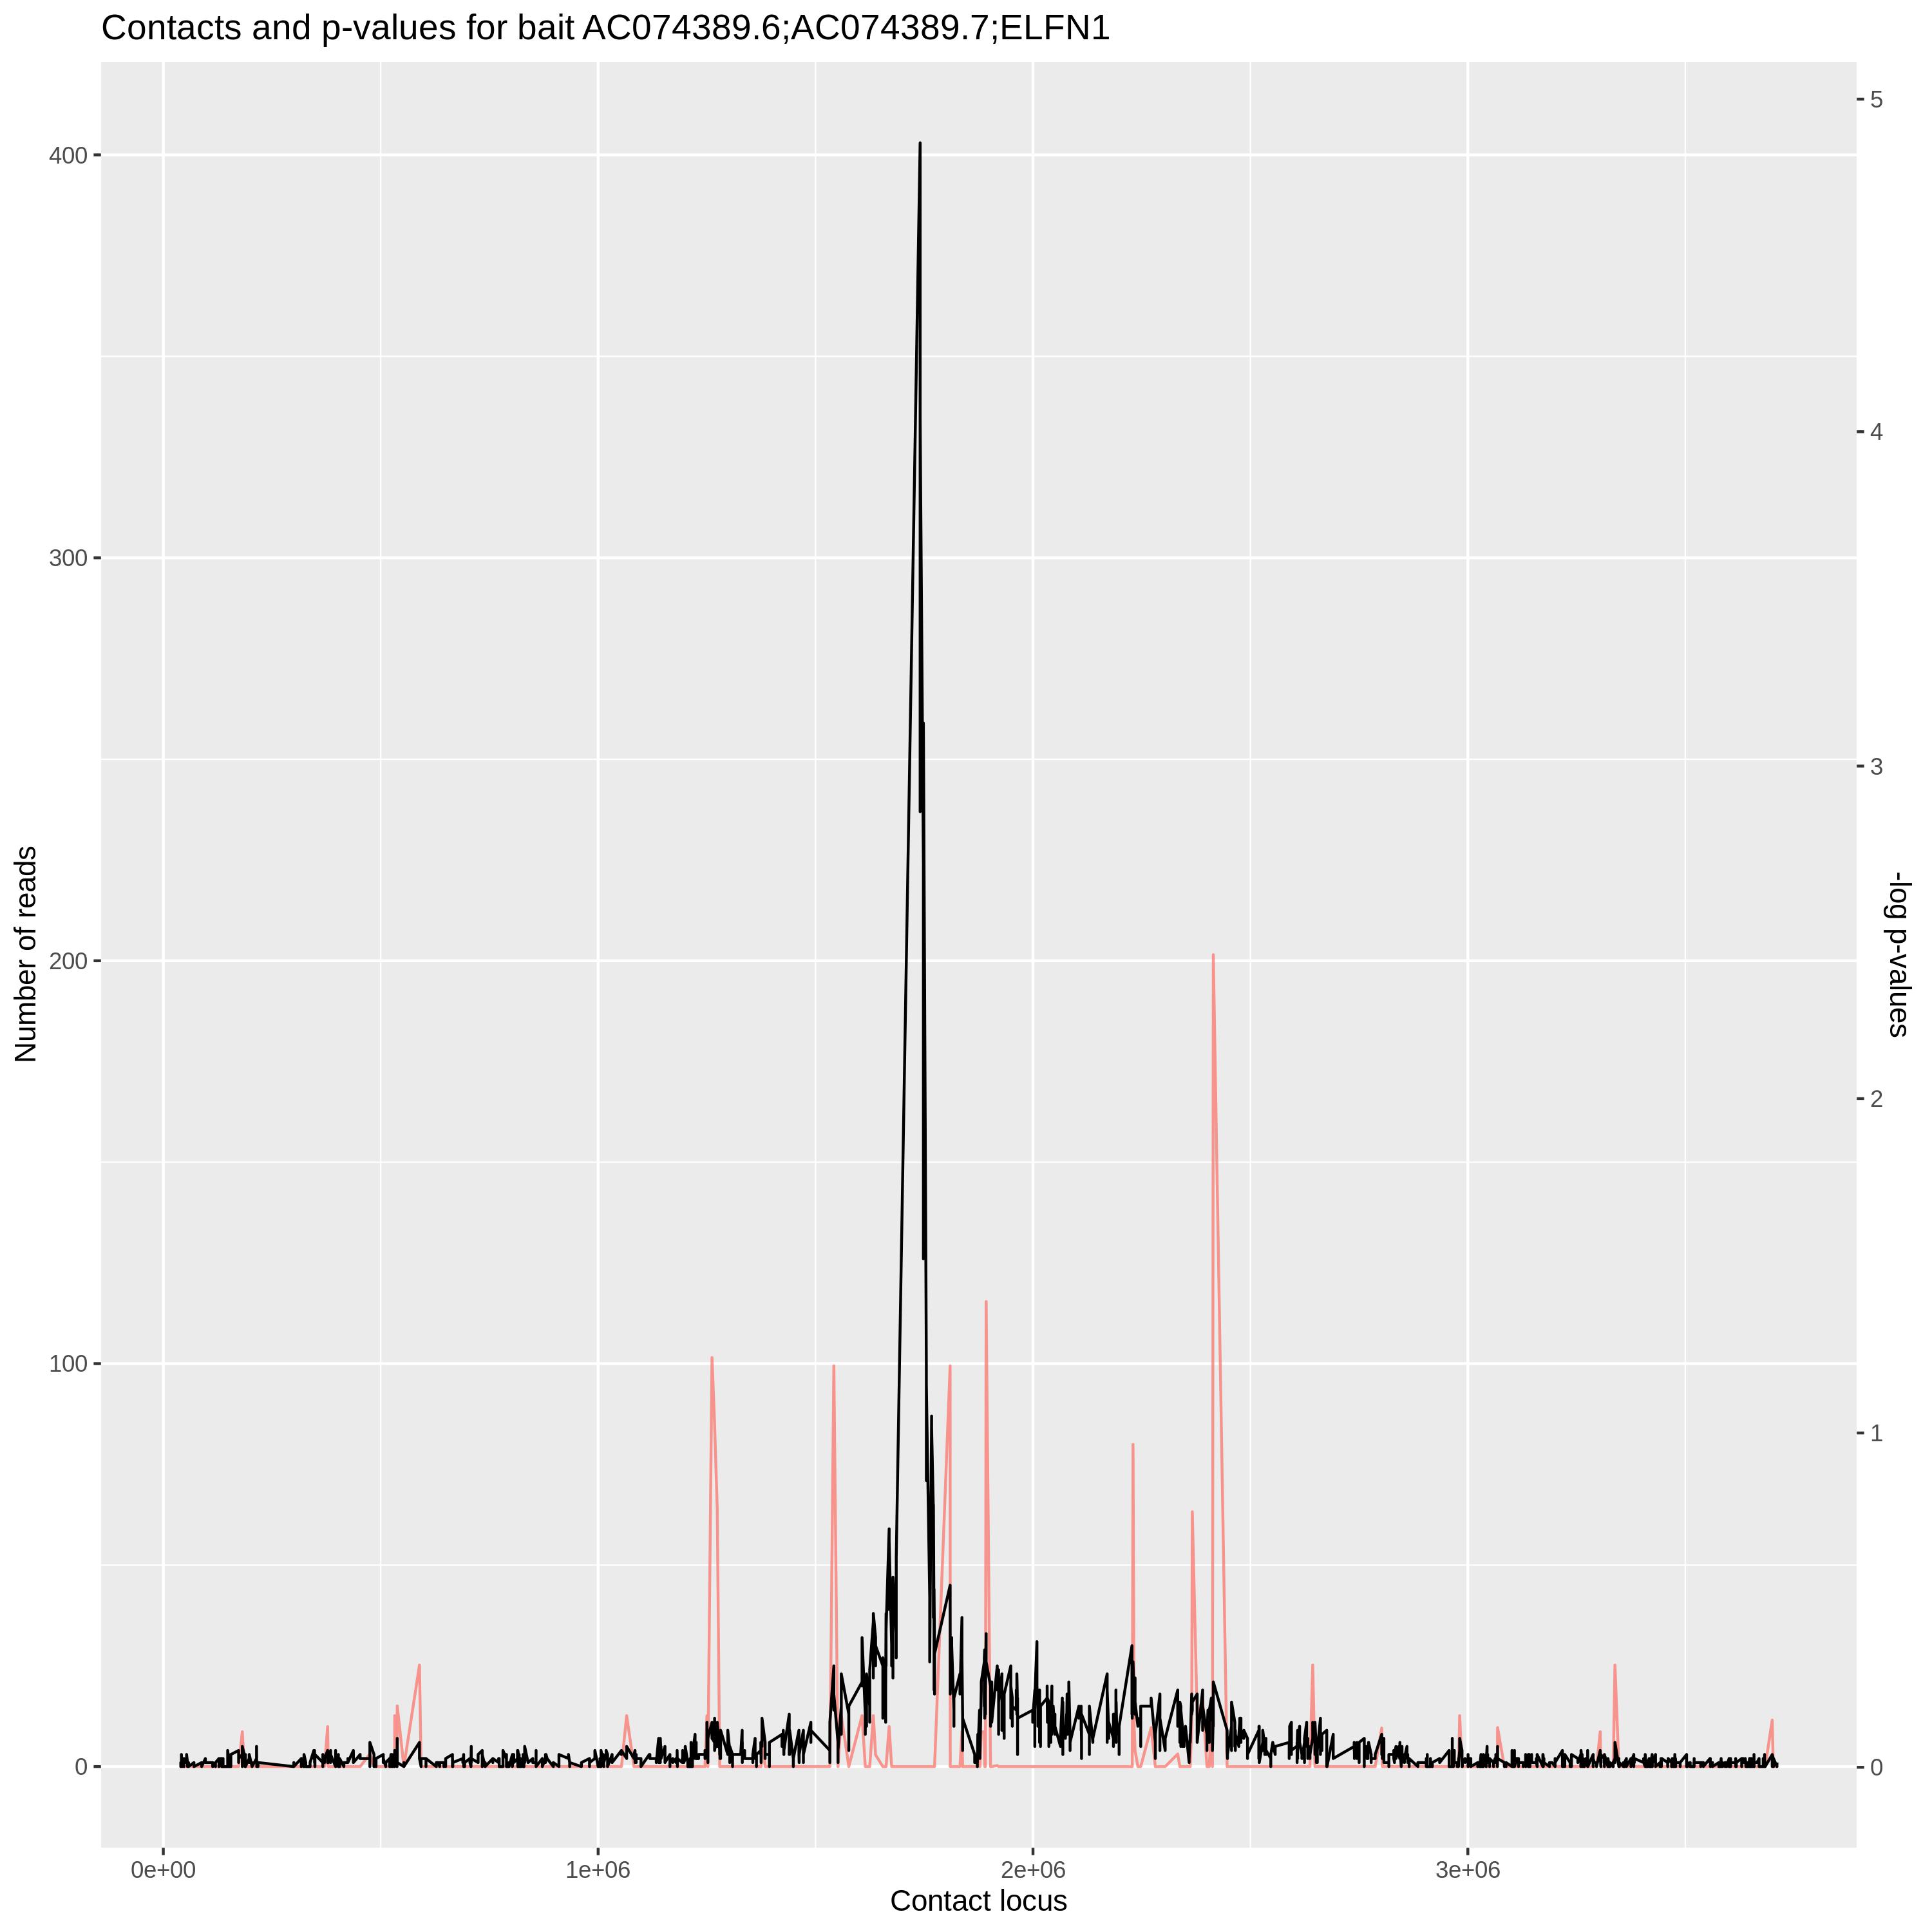 Contacts and p-values for bait AC074389.6;AC074389.7;ELFN1
Number of reads
400
300
200
100
0
5
4
3
2
1
0
-log p-values
0e+00
1e+06
2e+06
3e+06
Contact locus